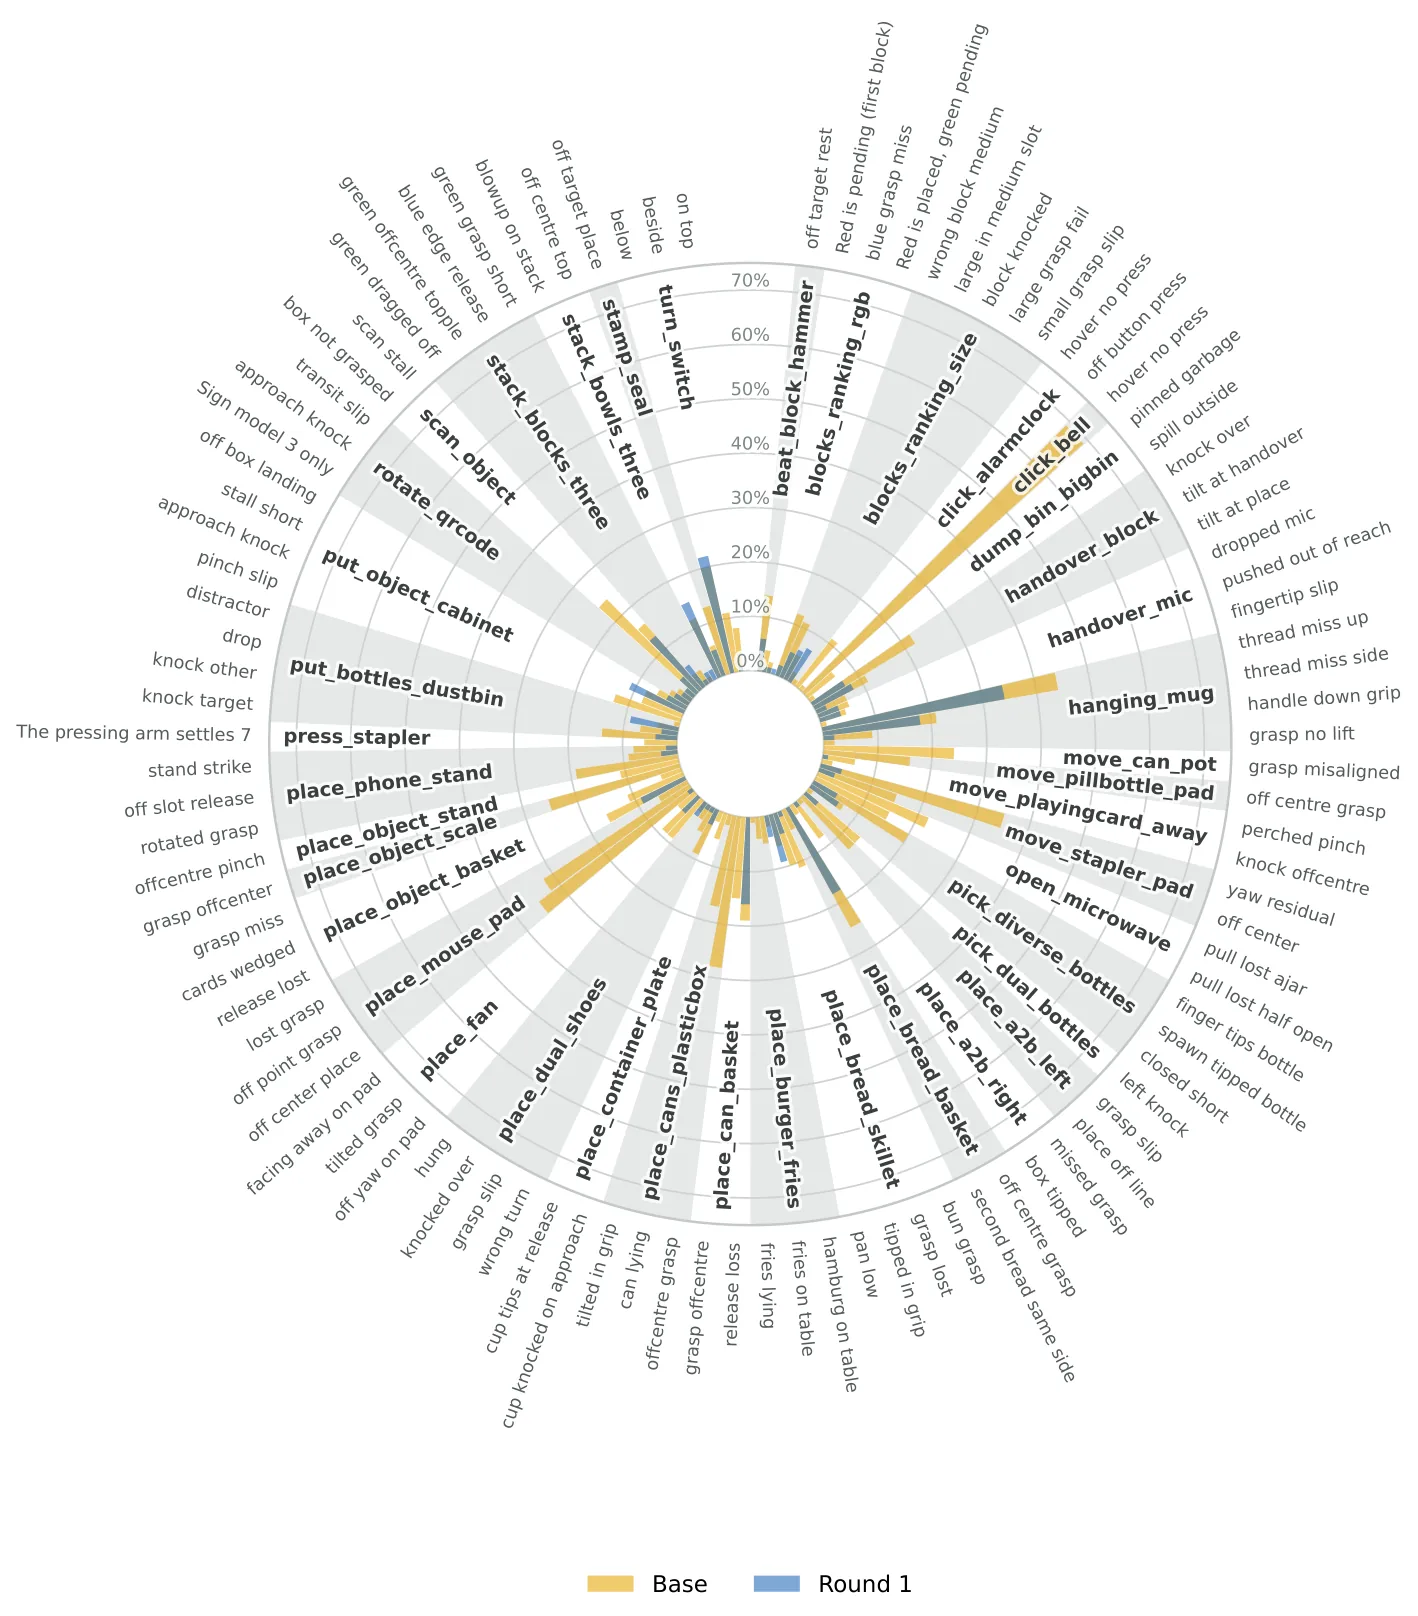 off target rest
Red is pending (first block)
blue grasp miss
Red is placed, green pending
wrong block medium
large in medium slot
block knocked
large grasp fail
small grasp slip
hover no press
off button press
hover no press
pinned garbage
spill outside
knock over
tilt at handover
tilt at place
dropped mic
pushed out of reach
fingertip slip
thread miss up
thread miss side
handle down grip
grasp no lift
grasp misaligned
off centre grasp
perched pinch
knock offcentre
yaw residual
off center
pull lost ajar
pull lost half open
finger tips bottle
spawn tipped bottle
closed short
left knock
grasp slip
place off line
missed grasp
box tipped
off centre grasp
second bread same side
bun grasp
grasp lost
tipped in grip
pan low
hamburg on table
fries on table
fries lying
release loss
grasp offcentre
offcentre grasp
can lying
tilted in grip
cup knocked on approach
cup tips at release
wrong turn
grasp slip
knocked over
hung
off yaw on pad
tilted grasp
facing away on pad
off center place
off point grasp
lost grasp
release lost
cards wedged
grasp miss
grasp offcenter
offcentre pinch
rotated grasp
off slot release
stand strike
The pressing arm settles 7
knock target
knock other
drop
distractor
pinch slip
approach knock
stall short
off box landing
Sign model 3 only
approach knock
transit slip
box not grasped
scan stall
green dragged off
green offcentre topple
blue edge release
green grasp short
blowup on stack
off centre top
off target place
below
beside
on top
70%
60%
50%
40%
30%
20%
10%
0%
beat_block_hammer
blocks_ranking_rgb
blocks_ranking_size
click_alarmclock
click_bell
dump_bin_bigbin
handover_block
handover_mic
hanging_mug
move_can_pot
move_pillbottle_pad
move_playingcard_away
move_stapler_pad
open_microwave
pick_diverse_bottles
pick_dual_bottles
place_a2b_left
place_a2b_right
place_bread_basket
place_bread_skillet
place_burger_fries
place_can_basket
place_cans_plasticbox
place_container_plate
place_dual_shoes
place_fan
place_mouse_pad
place_object_basket
place_object_scale
place_object_stand
place_phone_stand
press_stapler
put_bottles_dustbin
put_object_cabinet
rotate_qrcode
scan_object
stack_blocks_three
stack_bowls_three
stamp_seal
turn_switch
Base
Round 1